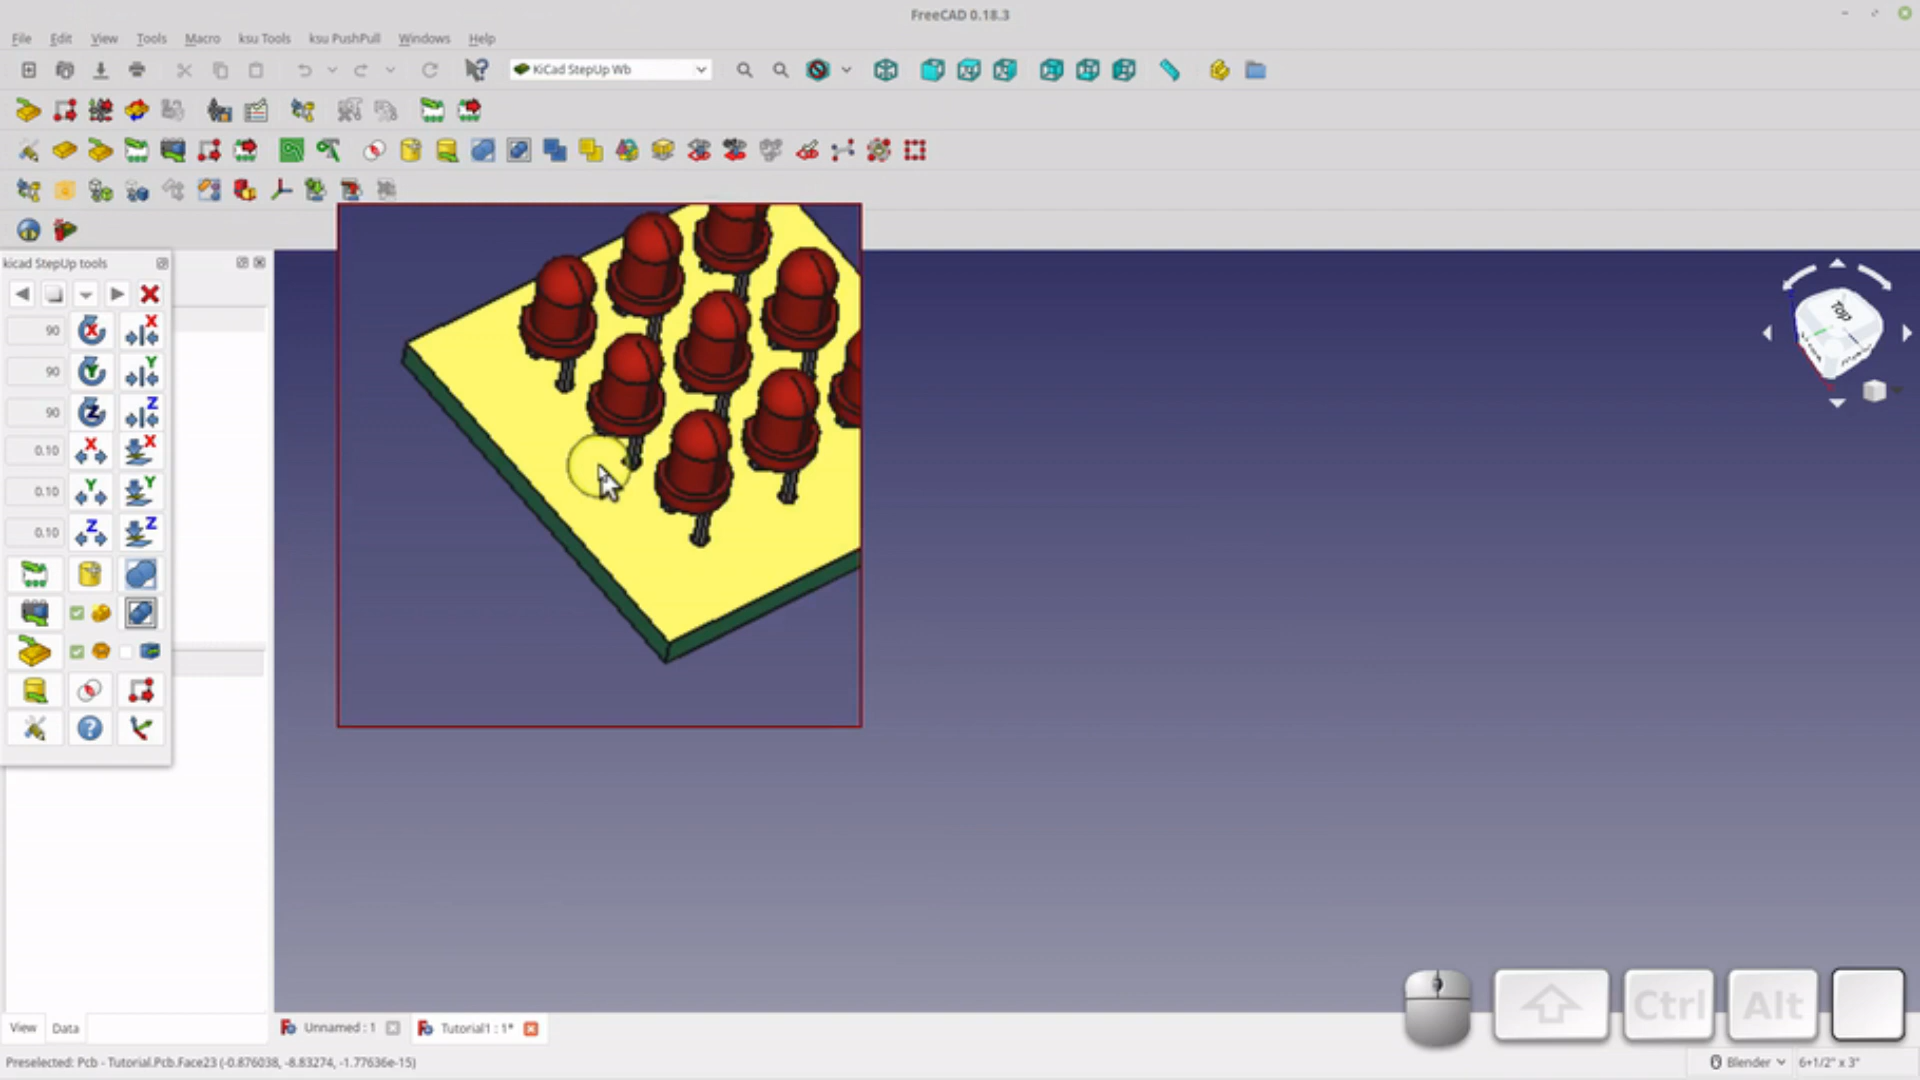 FreeCAD 0.18.3
File Edit View Tools Macro ksu Tools ksu PushPull Windows Help
KiCad StepUp Wb
kicad StepUp tools
90 X X
90 Y Y
90 Z Z
0.10 X X
0.10 Y Y
0.10 Z Z
Top
View Data
Unnamed : 1
Tutorial1 : 1*
Ctrl
Alt
Preselected: Pcb - Tutorial.Pcb.Face23 (-0.876038, -8.83274, -1.77636e-15)
Blender
6+1/2" x 3"